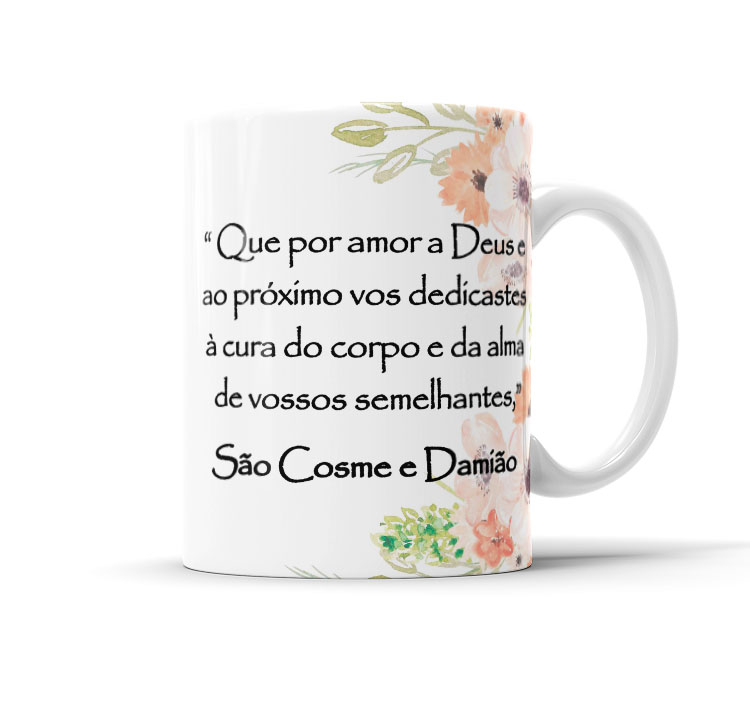 “ Que por amor a Deus e
ao próximo vos dedicastes
à cura do corpo e da alma
de vossos semelhantes,”
São Cosme e Damião